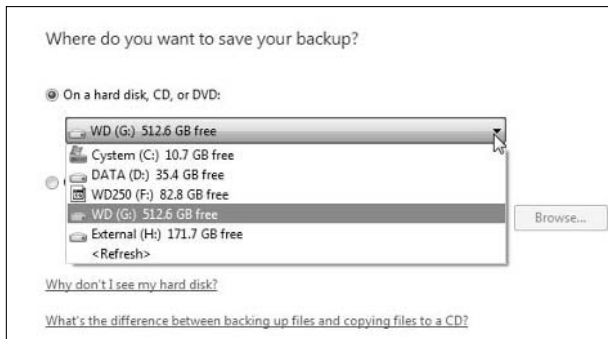 Where do you want to save your backup?
On a hard disk, CD, or DVD:
WD (G:) 512.6 GB free
Cystem (C:) 10.7 GB free
DATA (D:) 35.4 GB free
WD250 (F:) 82.8 GB free
WD (G:) 512.6 GB free
External (H:) 171.7 GB free
<Refresh>
Browse...
Why don't I see my hard disk?
What's the difference between backing up files and copying files to a CD?